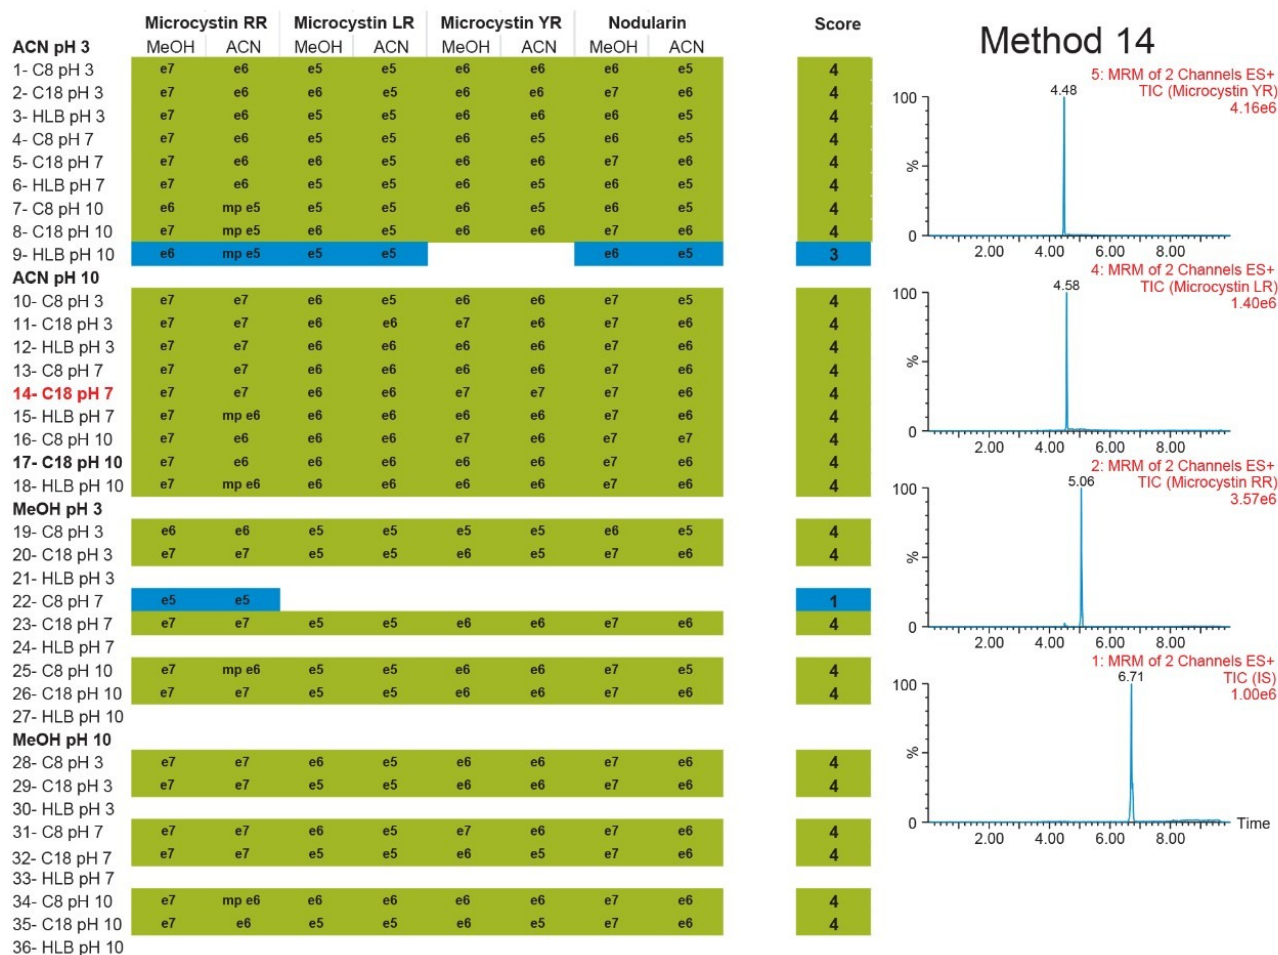 Microcystin RR Microcystin LR Microcystin YR Nodularin Score
ACN pH 3 MeOH ACN MeOH ACN MeOH ACN MeOH ACN
1- C8 pH 3 e7 e6 e5 e5 e6 e6 e6 e5 4
2- C18 pH 3 e7 e6 e6 e5 e6 e6 e7 e6 4
3- HLB pH 3 e7 e6 e6 e5 e6 e6 e6 e5 4
4- C8 pH 7 e7 e6 e5 e5 e6 e6 e6 e5 4
5- C18 pH 7 e7 e6 e6 e5 e6 e6 e7 e6 4
6- HLB pH 7 e7 e6 e5 e5 e6 e5 e6 e5 4
7- C8 pH 10 e6 mp e5 e5 e5 e6 e5 e6 e5 4
8- C18 pH 10 e7 mp e5 e5 e5 e6 e6 e7 e6 4
9- HLB pH 10 e6 mp e5 e5 e5 e6 e5 3
ACN pH 10
10- C8 pH 3 e7 e7 e6 e5 e6 e6 e7 e5 4
11- C18 pH 3 e7 e7 e6 e6 e7 e6 e7 e6 4
12- HLB pH 3 e7 e7 e6 e6 e6 e6 e7 e6 4
13- C8 pH 7 e7 e7 e6 e6 e6 e6 e7 e6 4
14- C18 pH 7 e7 e7 e6 e6 e7 e7 e7 e6 4
15- HLB pH 7 e7 mp e6 e6 e6 e6 e6 e7 e6 4
16- C8 pH 10 e7 e6 e6 e6 e7 e6 e7 e7 4
17- C18 pH 10 e7 e6 e6 e6 e6 e6 e7 e6 4
18- HLB pH 10 e7 mp e6 e6 e6 e6 e6 e7 e6 4
MeOH pH 3
19- C8 pH 3 e6 e6 e5 e5 e5 e5 e6 e5 4
20- C18 pH 3 e7 e7 e5 e5 e6 e5 e7 e6 4
21- HLB pH 3
22- C8 pH 7 e5 e5 1
23- C18 pH 7 e7 e7 e5 e5 e6 e6 e7 e6 4
24- HLB pH 7
25- C8 pH 10 e7 mp e6 e5 e5 e6 e6 e7 e5 4
26- C18 pH 10 e7 e7 e5 e5 e6 e6 e7 e6 4
27- HLB pH 10
MeOH pH 10
28- C8 pH 3 e7 e7 e6 e5 e6 e6 e7 e6 4
29- C18 pH 3 e7 e7 e5 e5 e6 e6 e7 e6 4
30- HLB pH 3
31- C8 pH 7 e7 e7 e6 e5 e7 e6 e7 e6 4
32- C18 pH 7 e7 e7 e5 e5 e6 e5 e7 e6 4
33- HLB pH 7
34- C8 pH 10 e7 mp e6 e6 e6 e6 e6 e7 e6 4
35- C18 pH 10 e7 e6 e5 e5 e6 e5 e7 e6 4
36- HLB pH 10
Method 14
5: MRM of 2 Channels ES+
TIC (Microcystin YR)
4.16e6
4.48
100
%
0
2.00 4.00 6.00 8.00
4: MRM of 2 Channels ES+
TIC (Microcystin LR)
1.40e6
4.58
100
%
0
2.00 4.00 6.00 8.00
2: MRM of 2 Channels ES+
TIC (Microcystin RR)
3.57e6
5.06
100
%
0
2.00 4.00 6.00 8.00
1: MRM of 2 Channels ES+
TIC (IS)
1.00e6
6.71
100
%
0
Time
2.00 4.00 6.00 8.00